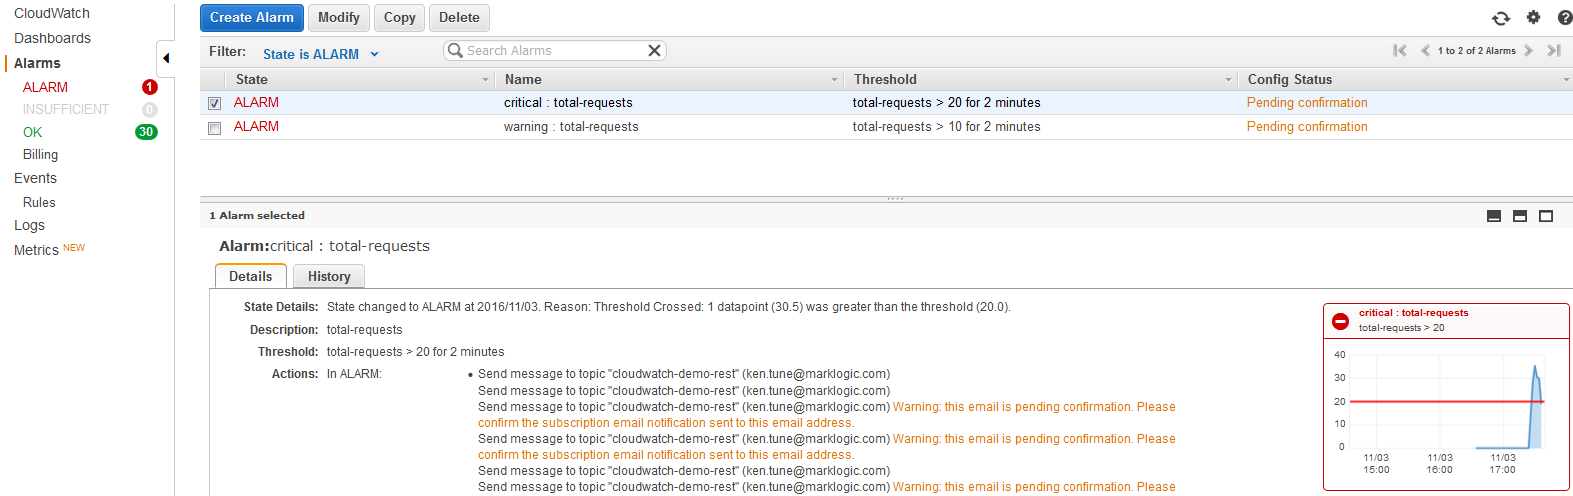 CloudWatch
Dashboards
Alarms
ALARM 1
INSUFFICIENT 0
OK 30
Billing
Events
Rules
Logs
Metrics NEW
Create Alarm Modify Copy Delete
Filter: State is ALARM Search Alarms 1 to 2 of 2 Alarms
State Name Threshold Config Status
ALARM critical : total-requests total-requests > 20 for 2 minutes Pending confirmation
ALARM warning : total-requests total-requests > 10 for 2 minutes Pending confirmation
1 Alarm selected
Alarm:critical : total-requests
Details History
State Details: State changed to ALARM at 2016/11/03. Reason: Threshold Crossed: 1 datapoint (30.5) was greater than the threshold (20.0).
Description: total-requests
Threshold: total-requests > 20 for 2 minutes
Actions: In ALARM: • Send message to topic "cloudwatch-demo-rest" (ken.tune@marklogic.com)
Send message to topic "cloudwatch-demo-rest" (ken.tune@marklogic.com)
Send message to topic "cloudwatch-demo-rest" (ken.tune@marklogic.com) Warning: this email is pending confirmation. Please
confirm the subscription email notification sent to this email address.
Send message to topic "cloudwatch-demo-rest" (ken.tune@marklogic.com) Warning: this email is pending confirmation. Please
confirm the subscription email notification sent to this email address.
Send message to topic "cloudwatch-demo-rest" (ken.tune@marklogic.com)
Send message to topic "cloudwatch-demo-rest" (ken.tune@marklogic.com) Warning: this email is pending confirmation. Please
critical : total-requests
total-requests > 20
40
30
20
10
0
11/03 11/03 11/03
15:00 16:00 17:00